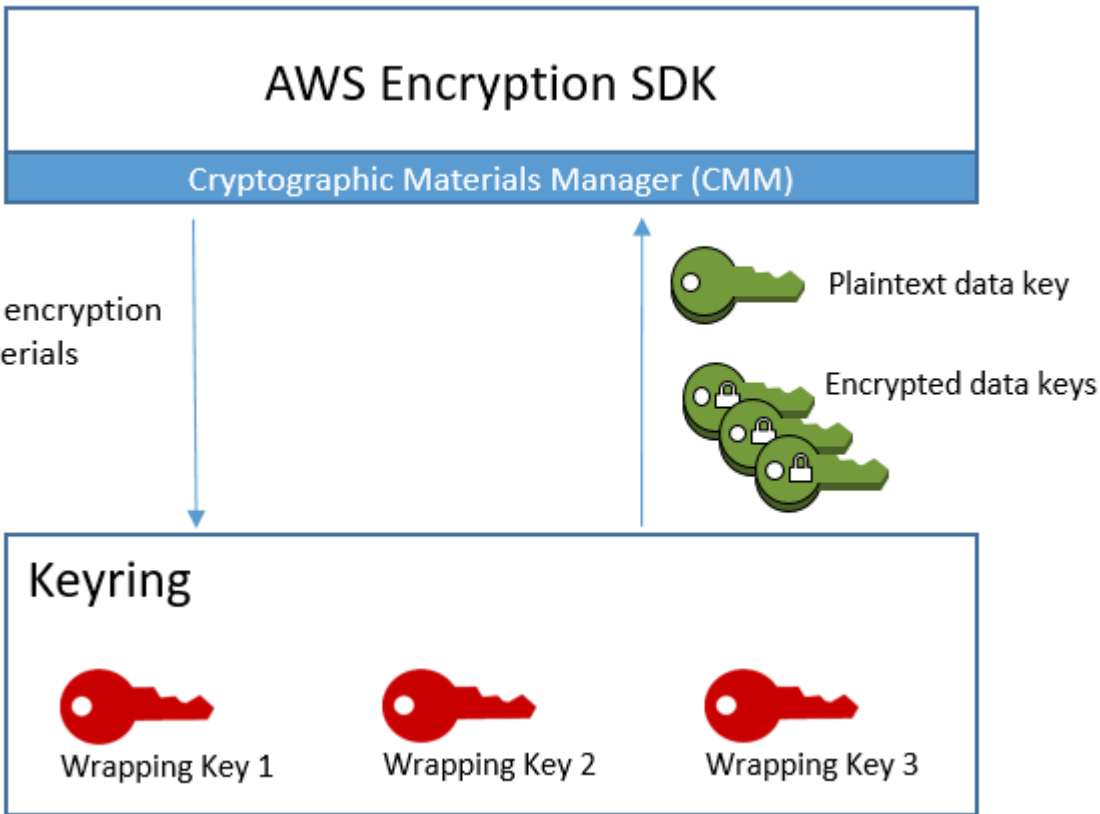 AWS Encryption SDK
Cryptographic Materials Manager (CMM)
encryption
erials
Plaintext data key
Encrypted data keys
Keyring
Wrapping Key 1
Wrapping Key 2
Wrapping Key 3